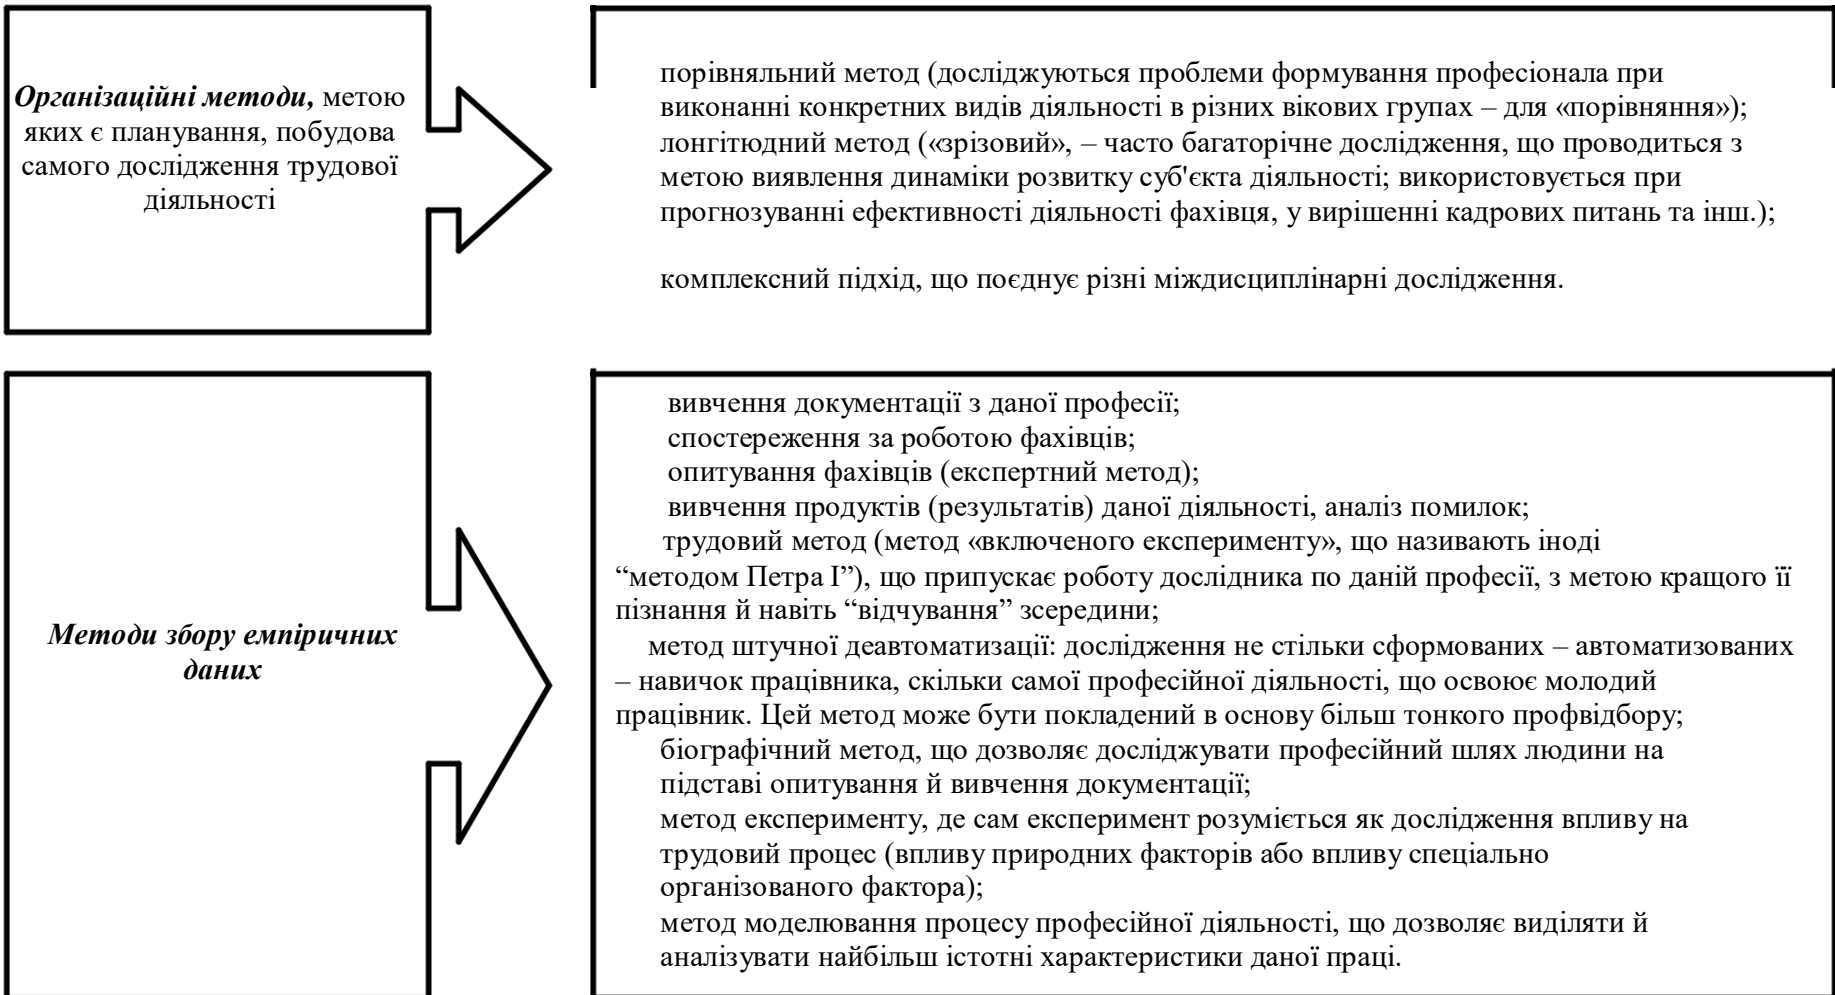 Організаційні методи, метою
яких є планування, побудова
самого дослідження трудової
діяльності
порівняльний метод (досліджуються проблеми формування професіонала при
виконанні конкретних видів діяльності в різних вікових групах – для «порівняння»);
лонгітюдний метод («зрізовий», – часто багаторічне дослідження, що проводиться з
метою виявлення динаміки розвитку суб'єкта діяльності; використовується при
прогнозуванні ефективності діяльності фахівця, у вирішенні кадрових питань та інш.);
комплексний підхід, що поєднує різні міждисциплінарні дослідження.
Методи збору емпіричних
даних
вивчення документації з даної професії;
спостереження за роботою фахівців;
опитування фахівців (експертний метод);
вивчення продуктів (результатів) даної діяльності, аналіз помилок;
трудовий метод (метод «включеного експерименту», що називають іноді
“методом Петра I”), що припускає роботу дослідника по даній професії, з метою кращого її
пізнання й навіть “відчування” зсередини;
метод штучної деавтоматизації: дослідження не стільки сформованих – автоматизованих
– навичок працівника, скільки самої професійної діяльності, що освоює молодий
працівник. Цей метод може бути покладений в основу більш тонкого профвідбору;
біографічний метод, що дозволяє досліджувати професійний шлях людини на
підставі опитування й вивчення документації;
метод експерименту, де сам експеримент розуміється як дослідження впливу на
трудовий процес (впливу природних факторів або впливу спеціально
організованого фактора);
метод моделювання процесу професійної діяльності, що дозволяє виділяти й
аналізувати найбільш істотні характеристики даної праці.